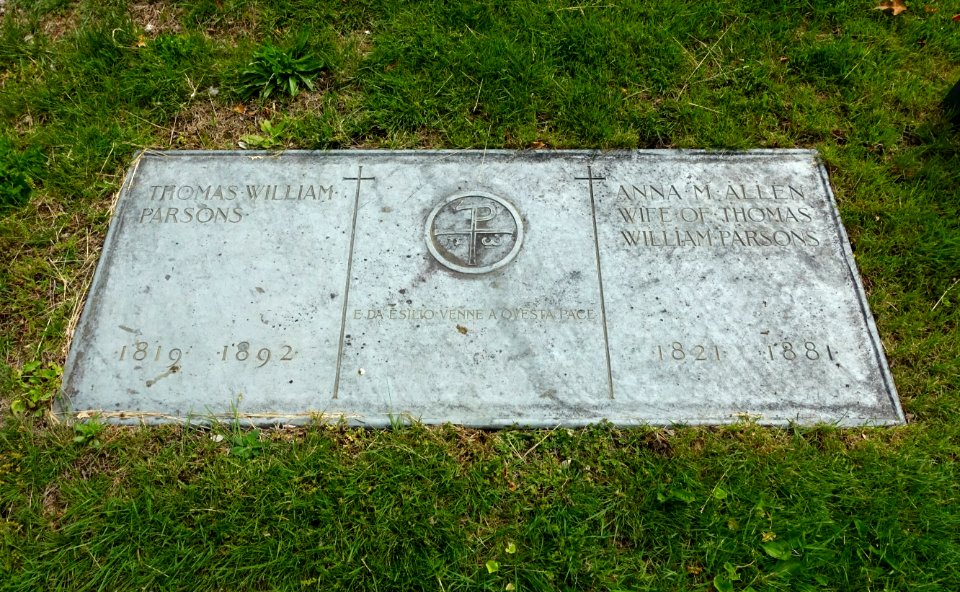 THOMAS WILLIAM
PARSONS
1819 1892
E DA ESILIO VENNE A QVESTA PACE
ANNA M. ALLEN
WIFE OF THOMAS
WILLIAM PARSONS
1821 1881